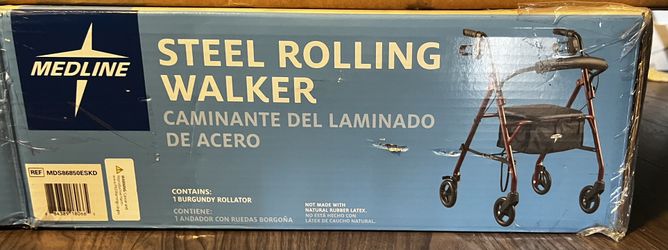 MEDLINE
STEEL ROLLING
WALKER
CAMINANTE DEL LAMINADO
DE ACERO
REF MDS86850ESKD
CONTAINS:
1 BURGUNDY ROLLATOR
CONTIENE:
1 ANDADOR CON RUEDAS BORGOÑA
NOT MADE WITH
NATURAL RUBBER LATEX.
NO ESTÁ HECHO CON
LÁTEX DE CAUCHO NATURAL.